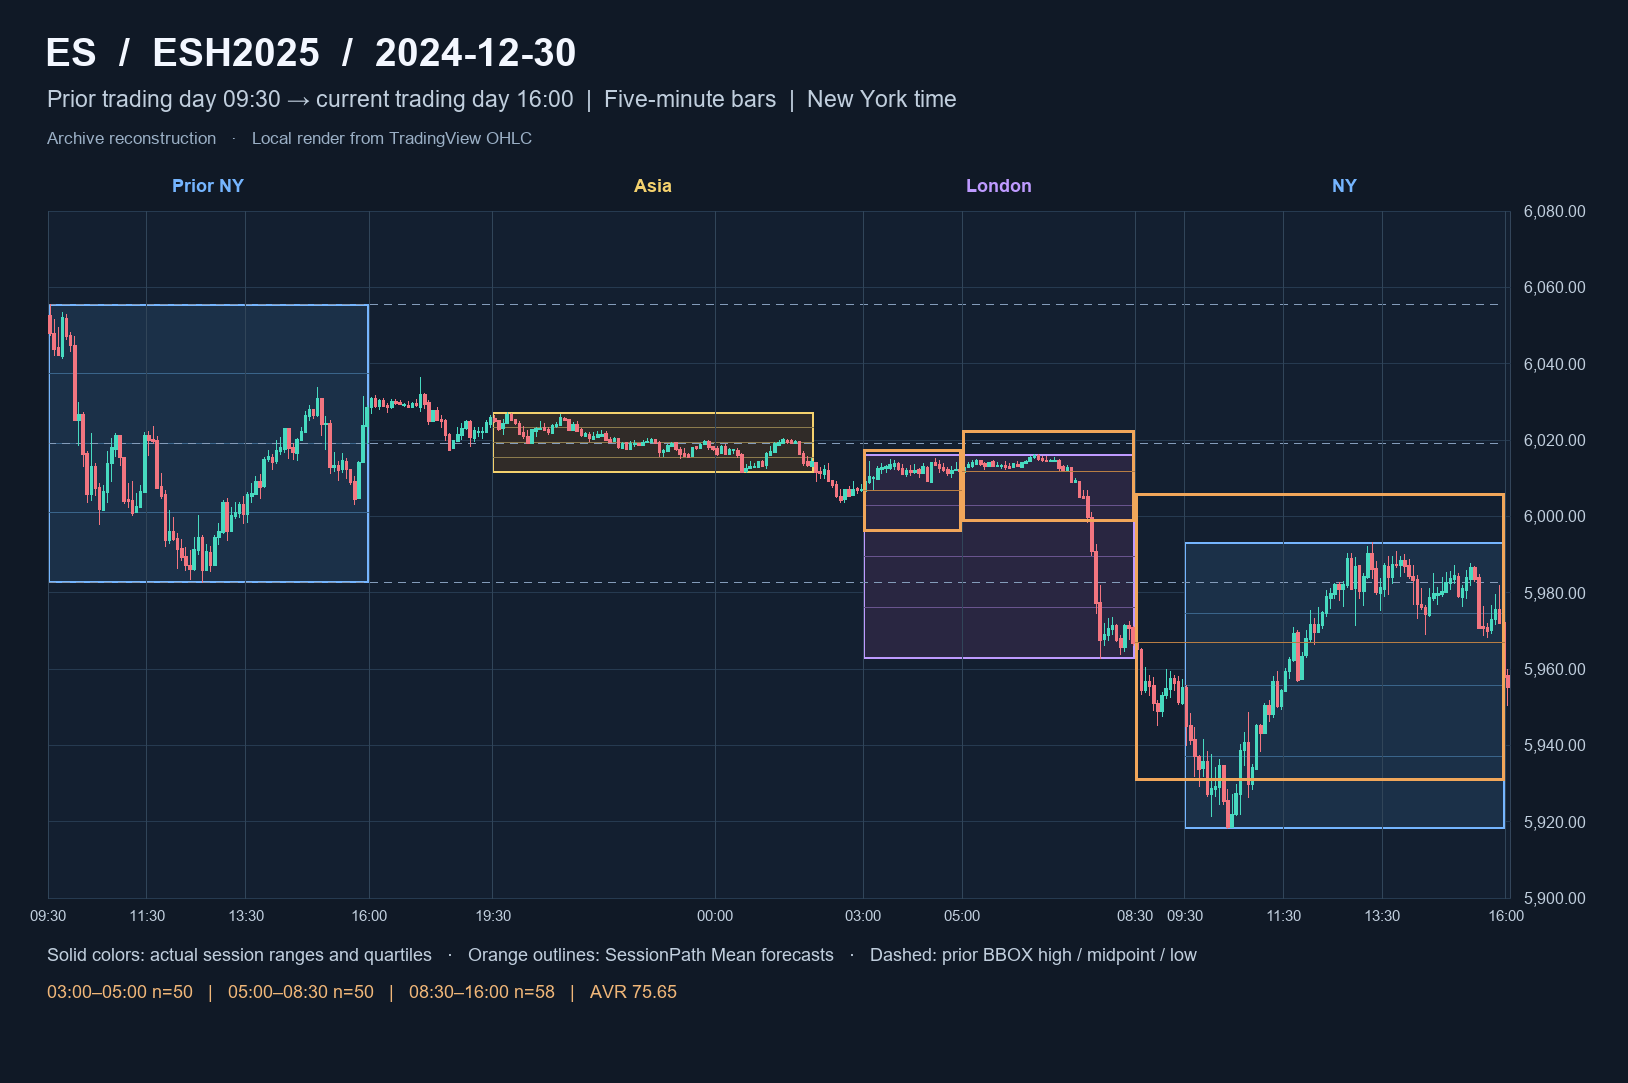 ES / ESH2025 / 2024-12-30
Prior trading day 09:30 → current trading day 16:00 | Five-minute bars | New York time
Archive reconstruction · Local render from TradingView OHLC
Prior NY Asia London NY
6,080.00
6,060.00
6,040.00
6,020.00
6,000.00
5,980.00
5,960.00
5,940.00
5,920.00
5,900.00
09:30 11:30 13:30 16:00 19:30 00:00 03:00 05:00 08:30 09:30 11:30 13:30 16:00
Solid colors: actual session ranges and quartiles · Orange outlines: SessionPath Mean forecasts · Dashed: prior BBOX high / midpoint / low
03:00–05:00 n=50 | 05:00–08:30 n=50 | 08:30–16:00 n=58 | AVR 75.65